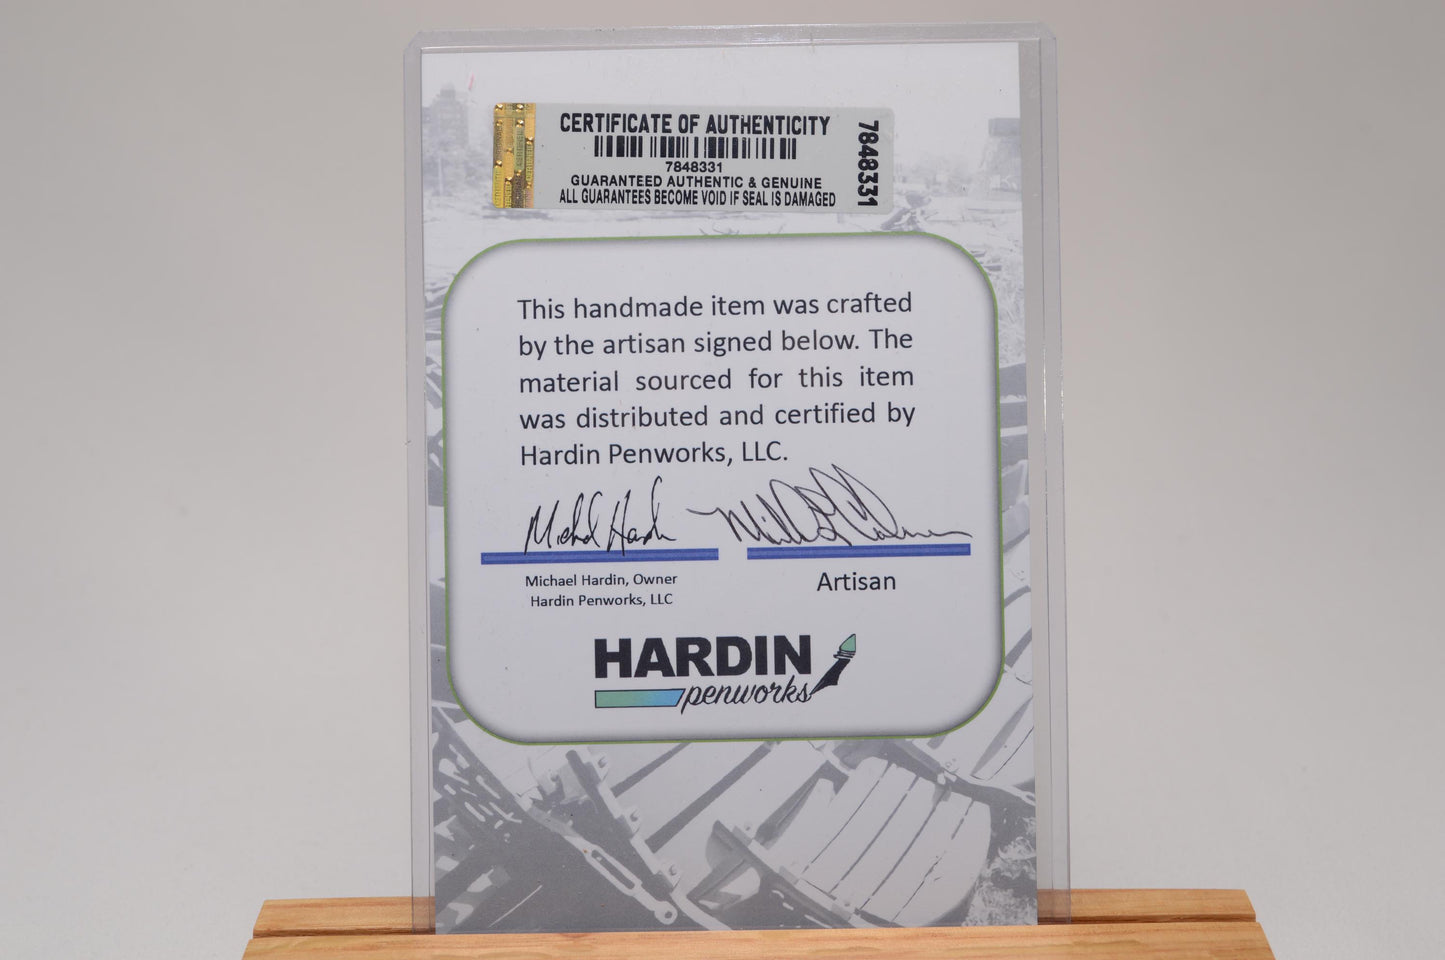 CERTIFICATE OF AUTHENTICITY
7848331
GUARANTEED AUTHENTIC & GENUINE
ALL GUARANTEES BECOME VOID IF SEAL IS DAMAGED
7848331
This handmade item was crafted
by the artisan signed below. The
material sourced for this item
was distributed and certified by
Hardin Penworks, LLC.
Michael Hardin, Owner
Hardin Penworks, LLC
Artisan
HARDIN
penworks